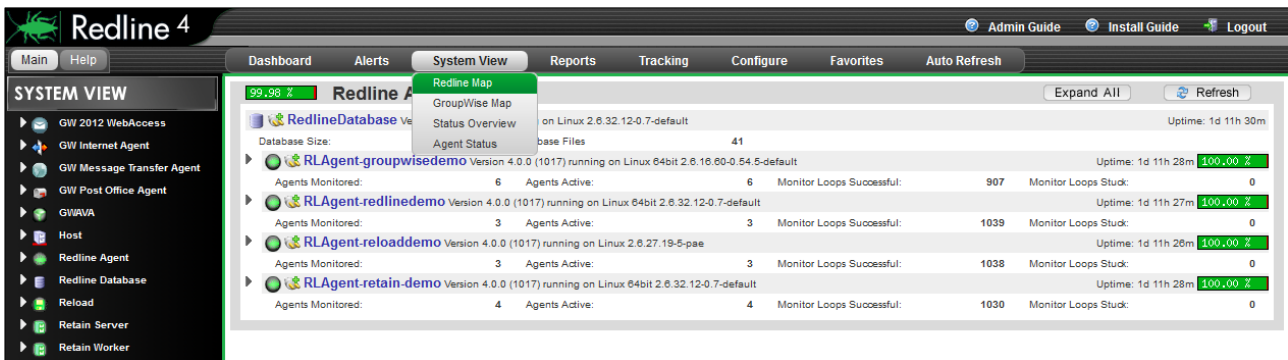 Redline 4
Admin Guide Install Guide Logout
Main Help Dashboard Alerts System View Reports Tracking Configure Favorites Auto Refresh
SYSTEM VIEW
GW 2012 WebAccess
GW Internet Agent
GW Message Transfer Agent
GW Post Office Agent
GWAVA
Host
Redline Agent
Redline Database
Reload
Retain Server
Retain Worker
Redline Map
GroupWise Map
Status Overview
Agent Status
99.98 % Redline A Expand All Refresh
RedlineDatabase Ve on Linux 2.6.32.12-0.7-default Uptime: 1d 11h 30m
Database Size: base Files 41
RLAgent-groupwisedemo Version 4.0.0 (1017) running on Linux 64bit 2.6.16.60-0.54.5-default Uptime: 1d 11h 28m 100.00 %
Agents Monitored: 6 Agents Active: 6 Monitor Loops Successful: 907 Monitor Loops Stuck: 0
RLAgent-redlinedemo Version 4.0.0 (1017) running on Linux 64bit 2.6.32.12-0.7-default Uptime: 1d 11h 27m 100.00 %
Agents Monitored: 3 Agents Active: 3 Monitor Loops Successful: 1039 Monitor Loops Stuck: 0
RLAgent-reloaddemo Version 4.0.0 (1017) running on Linux 2.6.27.19-5-pae Uptime: 1d 11h 26m 100.00 %
Agents Monitored: 3 Agents Active: 3 Monitor Loops Successful: 1038 Monitor Loops Stuck: 0
RLAgent-retain-demo Version 4.0.0 (1017) running on Linux 64bit 2.6.32.12-0.7-default Uptime: 1d 11h 28m 100.00 %
Agents Monitored: 4 Agents Active: 4 Monitor Loops Successful: 1030 Monitor Loops Stuck: 0